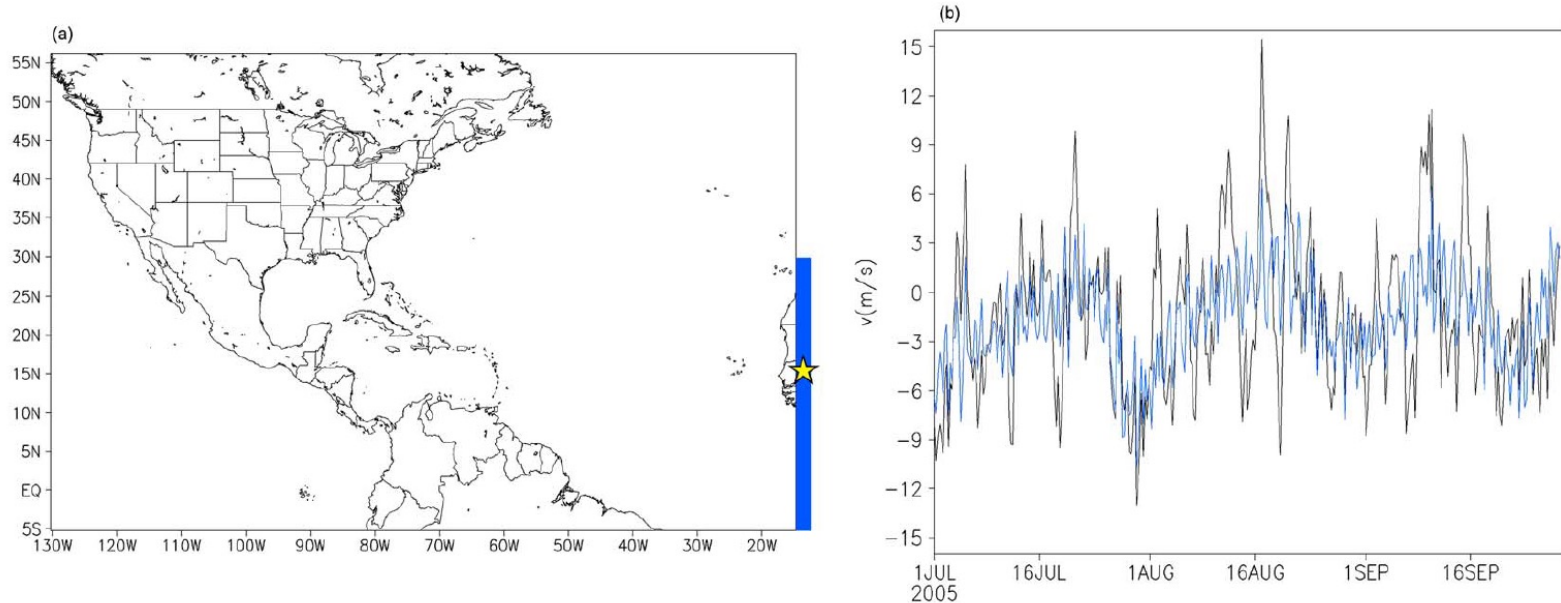 (a)
55N
50N
45N
40N
35N
30N
25N
20N
15N
10N
5N
EQ
5S
130W 120W 110W 100W 90W 80W 70W 60W 50W 40W 30W 20W
(b)
v(m/s)
15
12
9
6
3
0
-3
-6
-9
-12
-15
1JUL 16JUL 1AUG 16AUG 1SEP 16SEP
2005